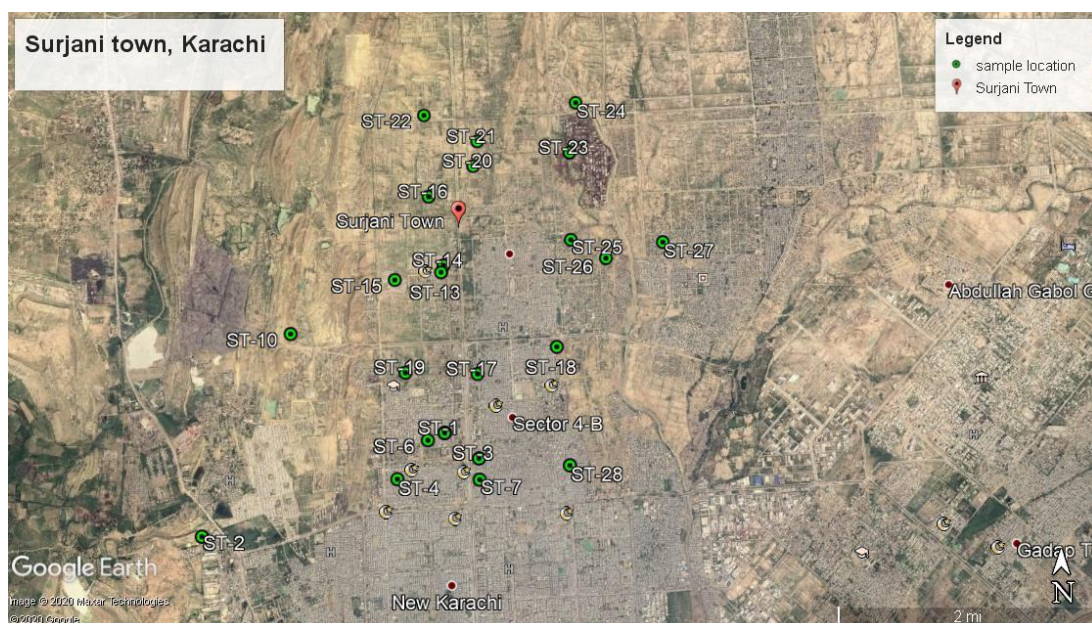 Surjani town, Karachi
Legend
sample location
Surjani Town
ST-24
ST-22
ST-21
ST-23
ST-20
ST-16
Surjani Town
ST-25
ST-27
ST-14
ST-26
ST-15
ST-13
Abdullah Gabol G
ST-10
H
ST-19
ST-17
ST-18
H
ST-1
Sector 4-B
ST-6
ST-3
ST-4
ST-7
ST-28
H
ST-2
H
Gadap T
Google Earth
H
N
New Karachi
Image © 2020 Maxar Technologies
© 2020 Google
2 mi